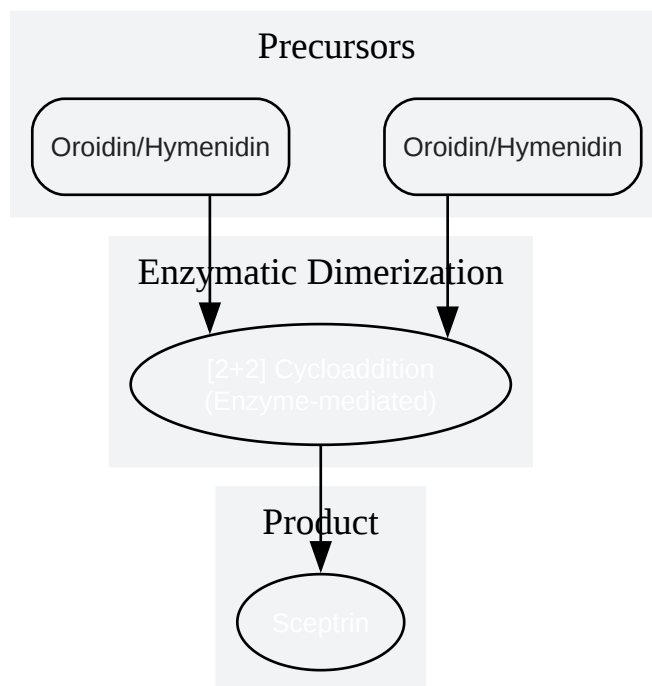 Precursors
Oroidin/Hymenidin
Oroidin/Hymenidin
Enzymatic Dimerization
[2+2] Cycloaddition
(Enzyme-mediated)
Product
Sceptrin